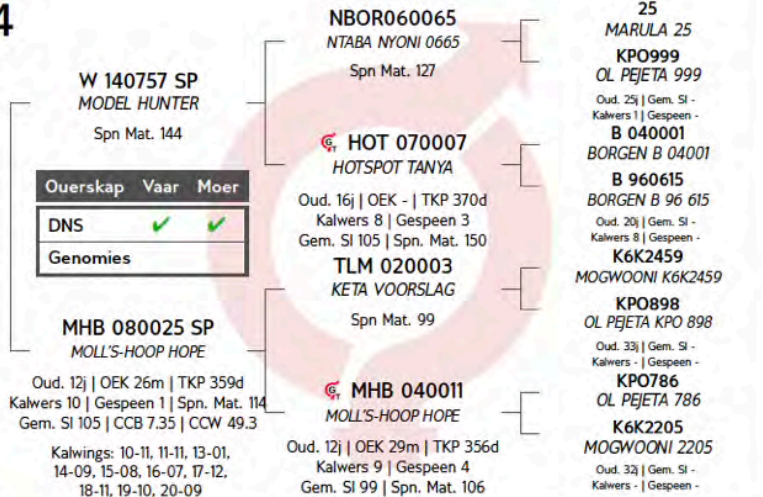 4
W 140757 SP
MODEL HUNTER
Spn Mat. 144
Ouerskap Vaar Moer
DNS ✔ ✔
Genomies
MHB 080025 SP
MOLL'S-HOOP HOPE
Oud. 12j | OEK 26m | TKP 359d
Kalwers 10 | Gespeen 1 | Spn. Mat. 114
Gem. SI 105 | CCB 7.35 | CCW 49.3
Kalwings: 10-11, 11-11, 13-01,
14-09, 15-08, 16-07, 17-12,
18-11, 19-10, 20-09
NBOR060065
NTABA NYONI 0665
Spn Mat. 127
HOT 070007
HOTSPOT TANYA
Oud. 16j | OEK - | TKP 370d
Kalwers 8 | Gespeen 3
Gem. SI 105 | Spn. Mat. 150
TLM 020003
KETA VOORSLAG
Spn Mat. 99
MHB 040011
MOLL'S-HOOP HOPE
Oud. 12j | OEK 29m | TKP 356d
Kalwers 9 | Gespeen 4
Gem. SI 99 | Spn. Mat. 106
25
MARULA 25
KPO999
OL PEJETA 999
Oud. 25j | Gem. SI -
Kalwers 1 | Gespeen -
B 040001
BORGEN B 04001
B 960615
BORGEN B 96 615
Oud. 20j | Gem. SI -
Kalwers 8 | Gespeen -
K6K2459
MOGWOONI K6K2459
KPO898
OL PEJETA KPO 898
Oud. 33j | Gem. SI -
Kalwers - | Gespeen -
KPO786
OL PEJETA 786
K6K2205
MOGWOONI 2205
Oud. 32j | Gem. SI -
Kalwers - | Gespeen -